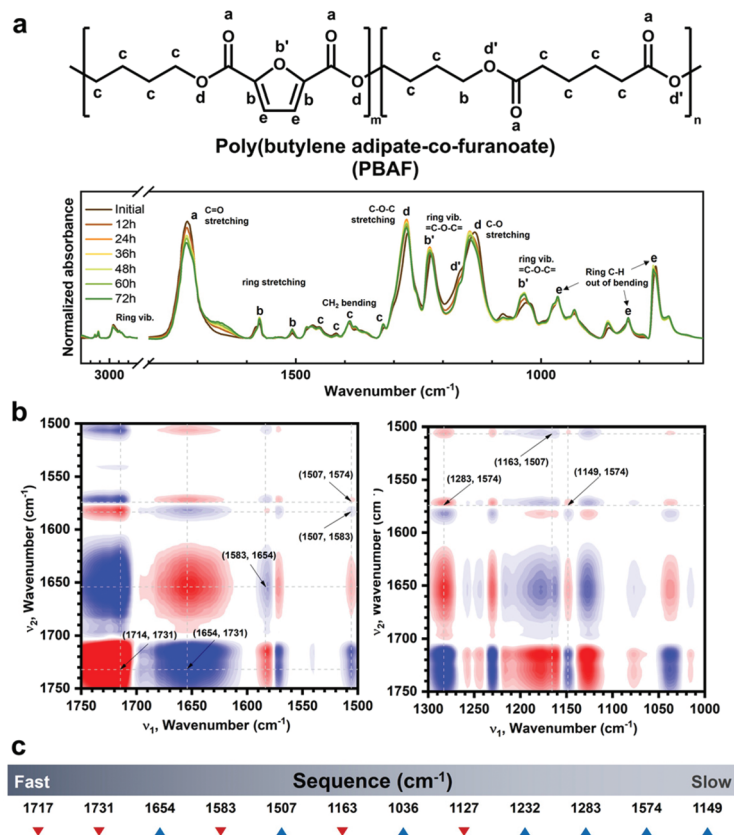 a
a a a
c c O O b' O c d' c c O
O O O O
c c d b b d c b O c c d'
e e m a n
Poly(butylene adipate-co-furanoate)
(PBAF)
Normalized absorbance
Initial
12h
24h
36h
48h
60h
72h
Ring vib.
a
C=O
stretching
ring stretching
b
b
CH2 bending
c
c
c
c
C-O-C
stretching
d
ring vib.
=C-O-C=
b'
d'
d
C-O
stretching
ring vib.
=C-O-C=
b'
e
Ring C-H
out of bending
e
e
3000 1500 1000
Wavenumber (cm-1)
b
1500
1550
1600
1650
1700
1750
ν2, Wavenumber (cm-1)
(1507, 1574)
(1507, 1583)
(1583, 1654)
(1714, 1731)
(1654, 1731)
1750 1700 1650 1600 1550 1500
ν1, Wavenumber (cm-1)
1500
1550
1600
1650
1700
1750
ν2, Wavenumber (cm-1)
(1163, 1507)
(1283, 1574)
(1149, 1574)
1300 1250 1200 1150 1100 1050 1000
ν1, Wavenumber (cm-1)
c
Fast Sequence (cm-1) Slow
1717 1731 1654 1583 1507 1163 1036 1127 1232 1283 1574 1149